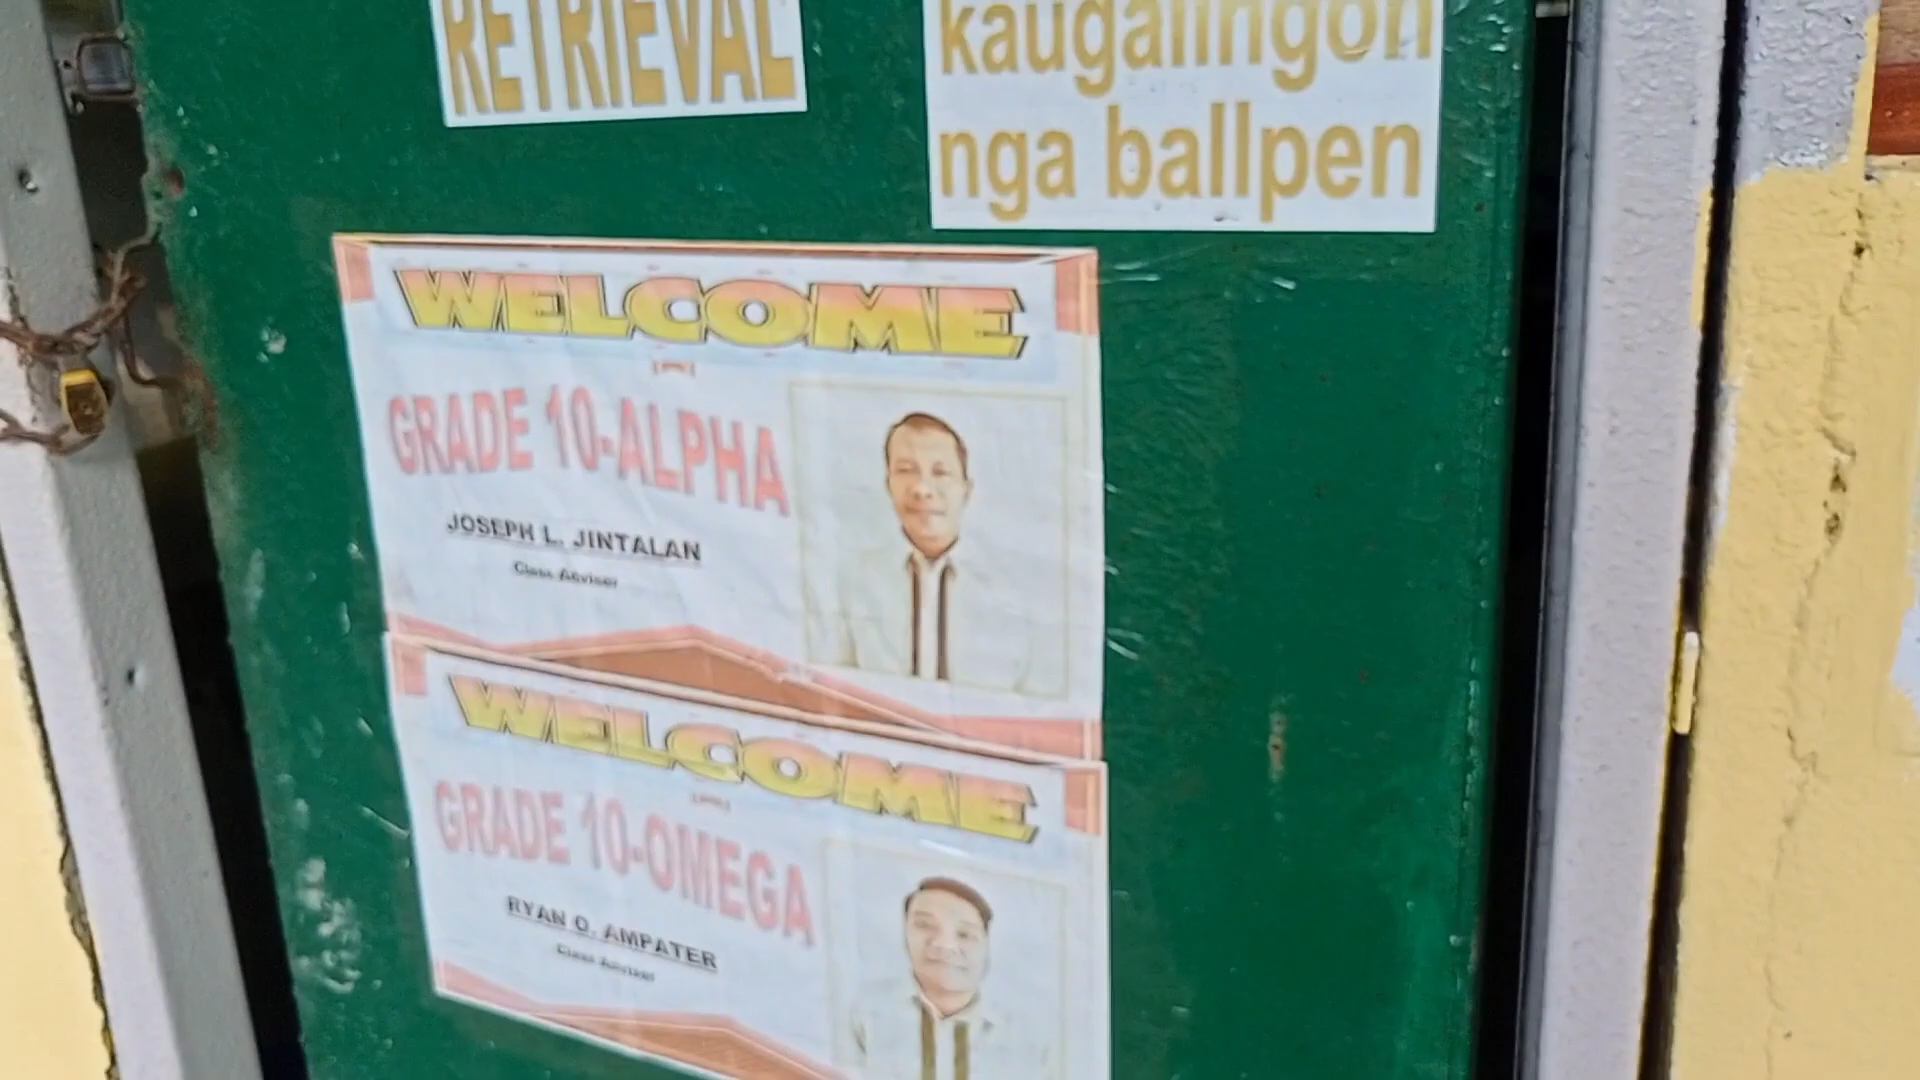 RETRIEVAL
kaugalingon
nga ballpen
WELCOME
GRADE 10-ALPHA
JOSEPH L. JINTALAN
Class Adviser
WELCOME
GRADE 10-OMEGA
RYAN O. AMPATER
Class Adviser